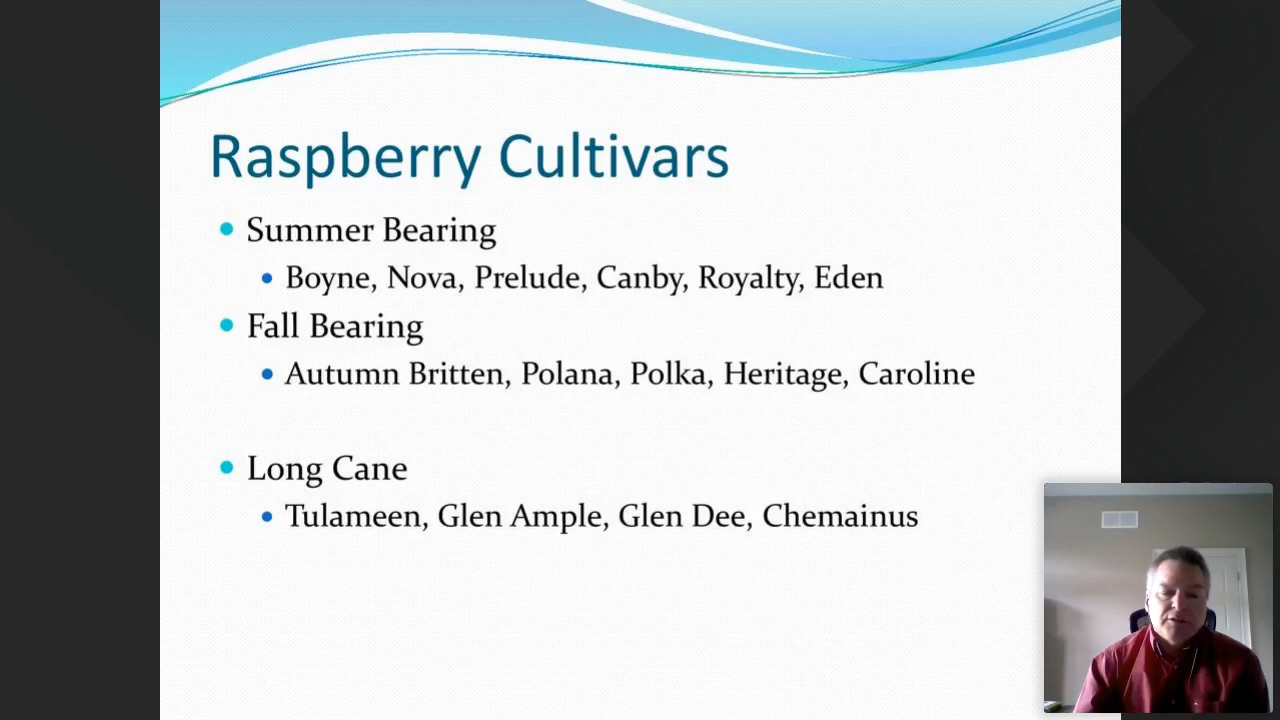 Raspberry Cultivars
Summer Bearing
Boyne, Nova, Prelude, Canby, Royalty, Eden
Fall Bearing
Autumn Britten, Polana, Polka, Heritage, Caroline
Long Cane
Tulameen, Glen Ample, Glen Dee, Chemainus